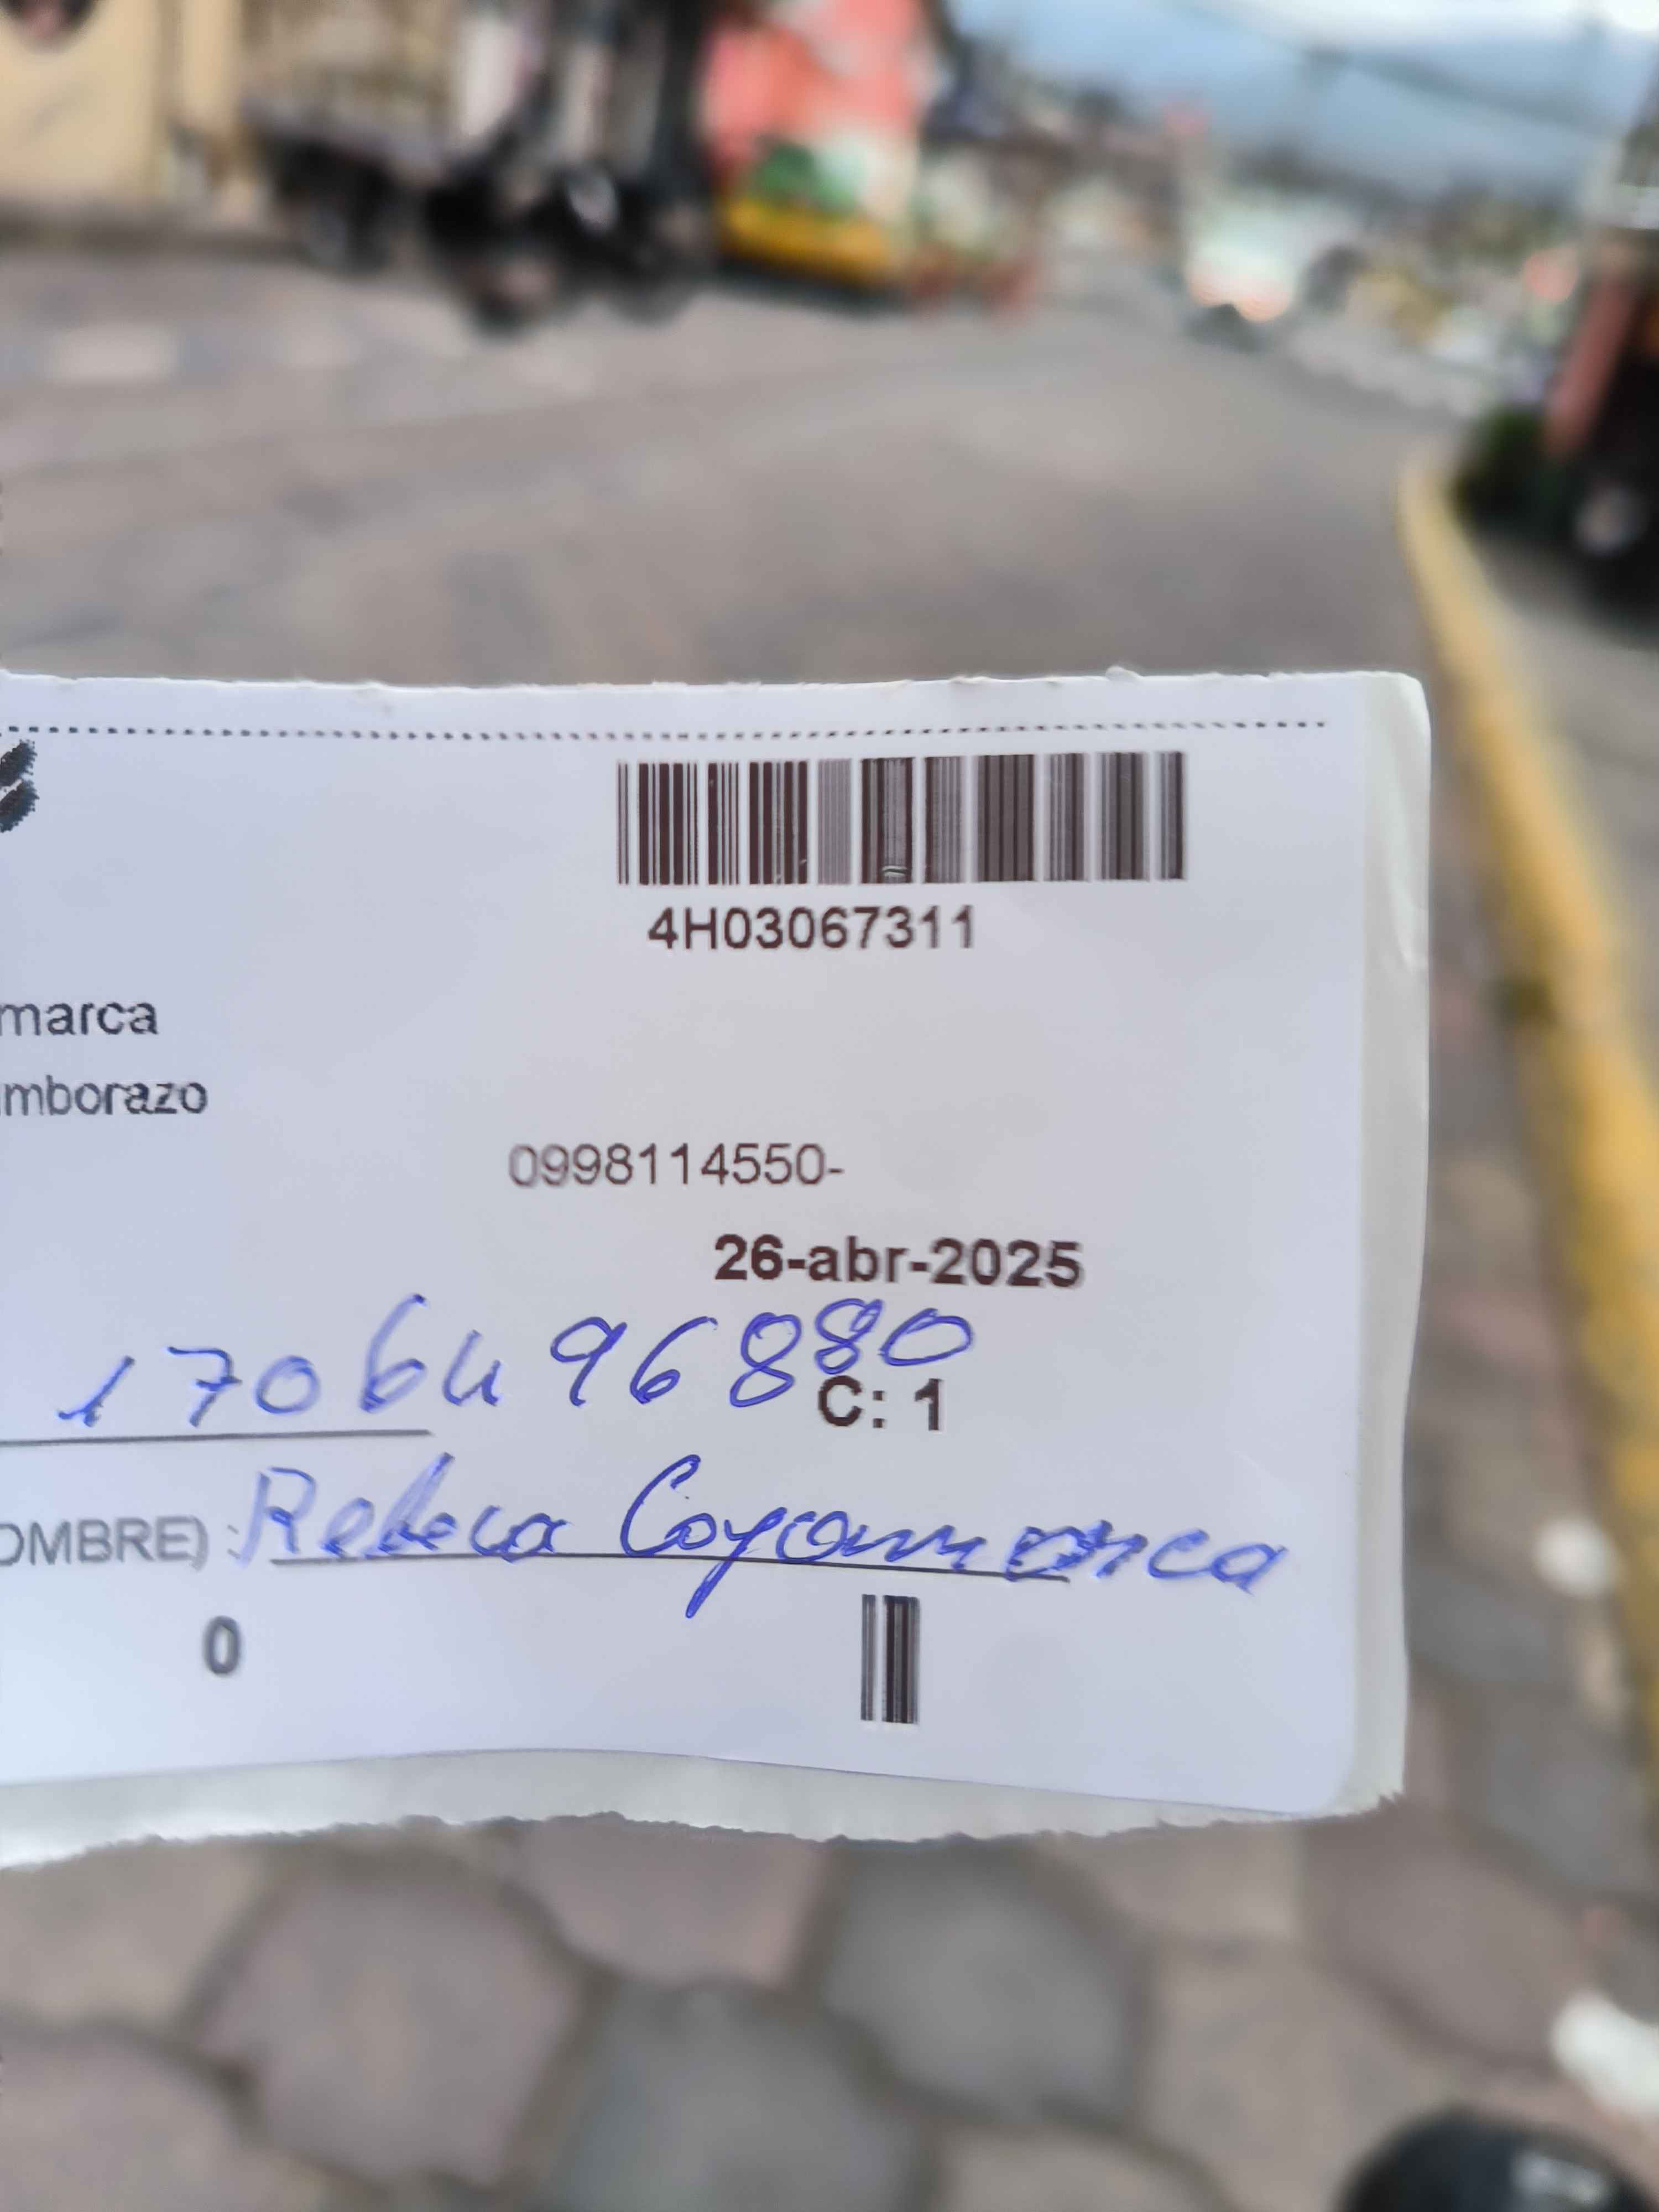 4H03067311
marca
mborazo
0998114550-
26-abr-2025
1706496880
C: 1
OMBRE) : Rebeca Coyamarca
0